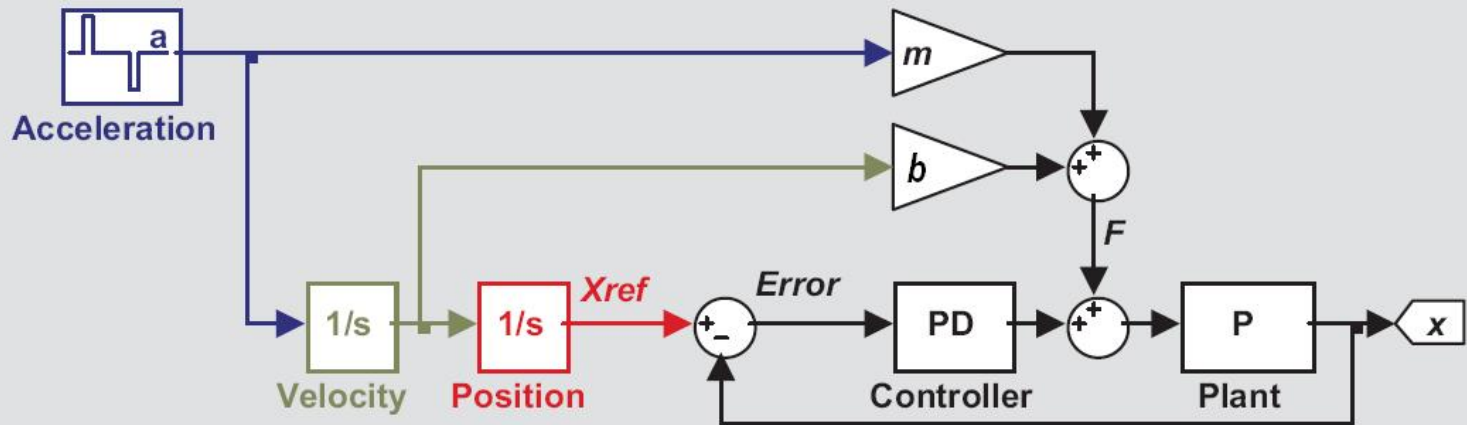 a
Acceleration
m
+
+
b
F
1/s
Velocity
1/s
Position
Xref
+
−
Error
PD
Controller
+
+
P
Plant
x